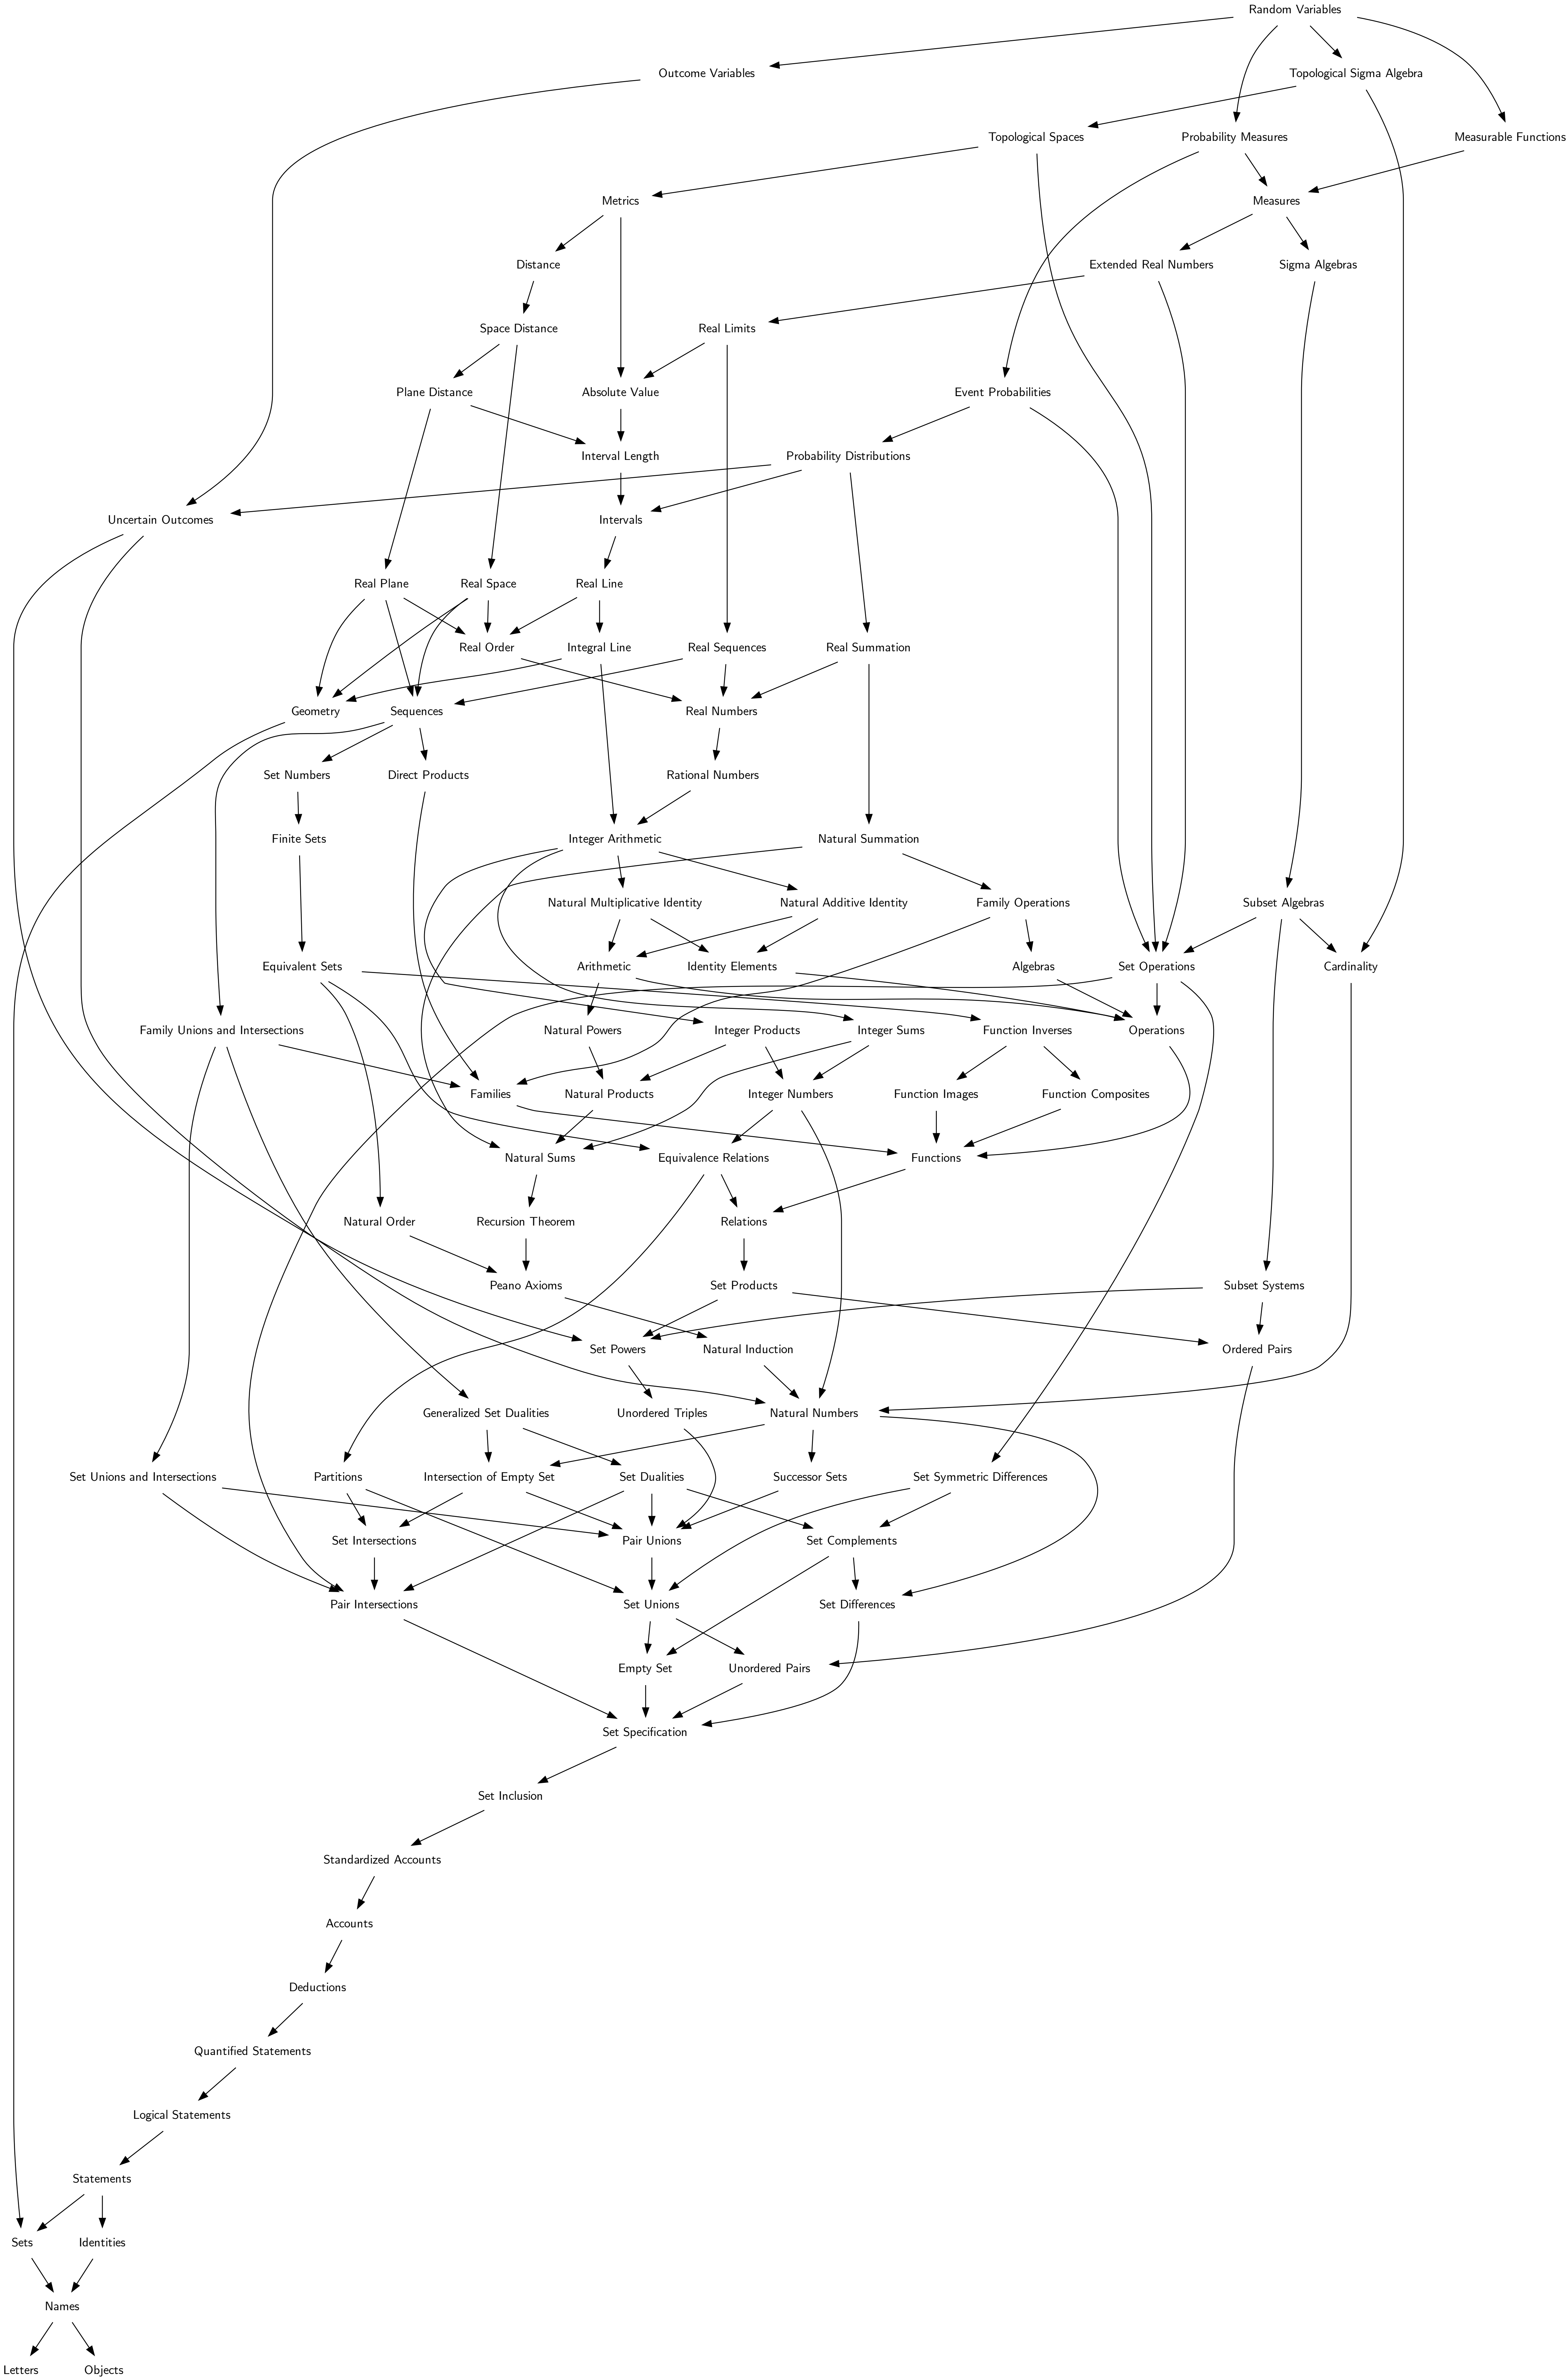 Random Variables
Outcome Variables
Topological Sigma Algebra
Topological Spaces
Probability Measures
Measurable Functions
Metrics
Measures
Distance
Extended Real Numbers
Sigma Algebras
Space Distance
Real Limits
Plane Distance
Absolute Value
Event Probabilities
Interval Length
Probability Distributions
Uncertain Outcomes
Intervals
Real Plane
Real Space
Real Line
Real Order
Integral Line
Real Sequences
Real Summation
Geometry
Sequences
Real Numbers
Set Numbers
Direct Products
Rational Numbers
Finite Sets
Integer Arithmetic
Natural Summation
Natural Multiplicative Identity
Natural Additive Identity
Family Operations
Subset Algebras
Equivalent Sets
Arithmetic
Identity Elements
Algebras
Set Operations
Cardinality
Family Unions and Intersections
Natural Powers
Integer Products
Integer Sums
Function Inverses
Operations
Families
Natural Products
Integer Numbers
Function Images
Function Composites
Natural Sums
Equivalence Relations
Functions
Natural Order
Recursion Theorem
Relations
Peano Axioms
Set Products
Subset Systems
Set Powers
Natural Induction
Ordered Pairs
Generalized Set Dualities
Unordered Triples
Natural Numbers
Set Unions and Intersections
Partitions
Intersection of Empty Set
Set Dualities
Successor Sets
Set Symmetric Differences
Set Intersections
Pair Unions
Set Complements
Pair Intersections
Set Unions
Set Differences
Empty Set
Unordered Pairs
Set Specification
Set Inclusion
Standardized Accounts
Accounts
Deductions
Quantified Statements
Logical Statements
Statements
Sets
Identities
Names
Letters
Objects